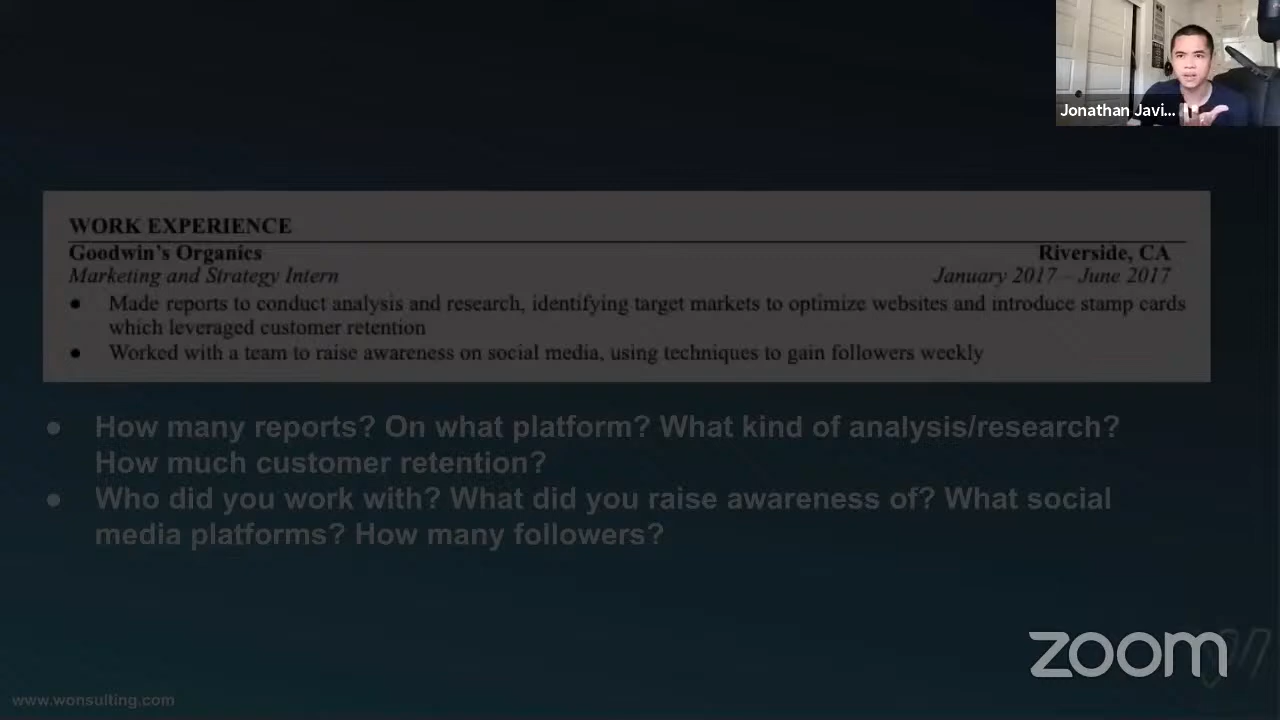 Jonathan Javi...
WORK EXPERIENCE
Goodwin's Organics Riverside, CA
Marketing and Strategy Intern January 2017 – June 2017
● Made reports to conduct analysis and research, identifying target markets to optimize websites and introduce stamp cards
which leveraged customer retention
● Worked with a team to raise awareness on social media, using techniques to gain followers weekly
● How many reports? On what platform? What kind of analysis/research?
How much customer retention?
● Who did you work with? What did you raise awareness of? What social
media platforms? How many followers?
zoom
www.wonsulting.com